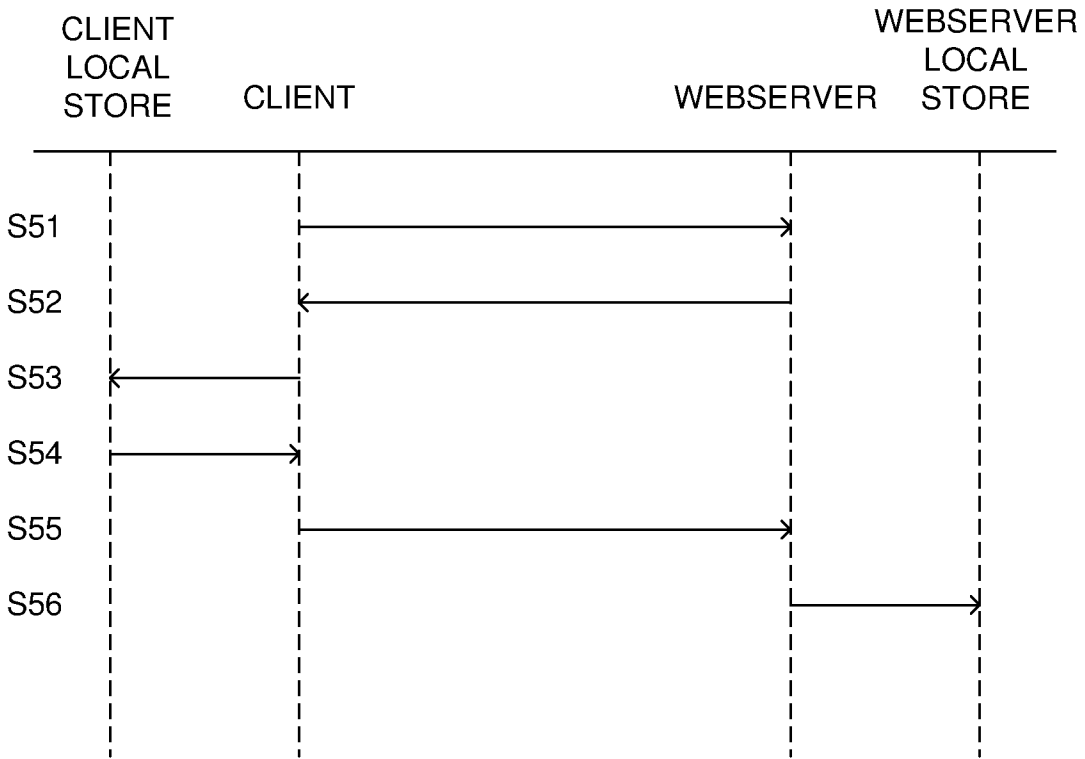 CLIENT
LOCAL
STORE
CLIENT
WEBSERVER
WEBSERVER
LOCAL
STORE
S51
S52
S53
S54
S55
S56